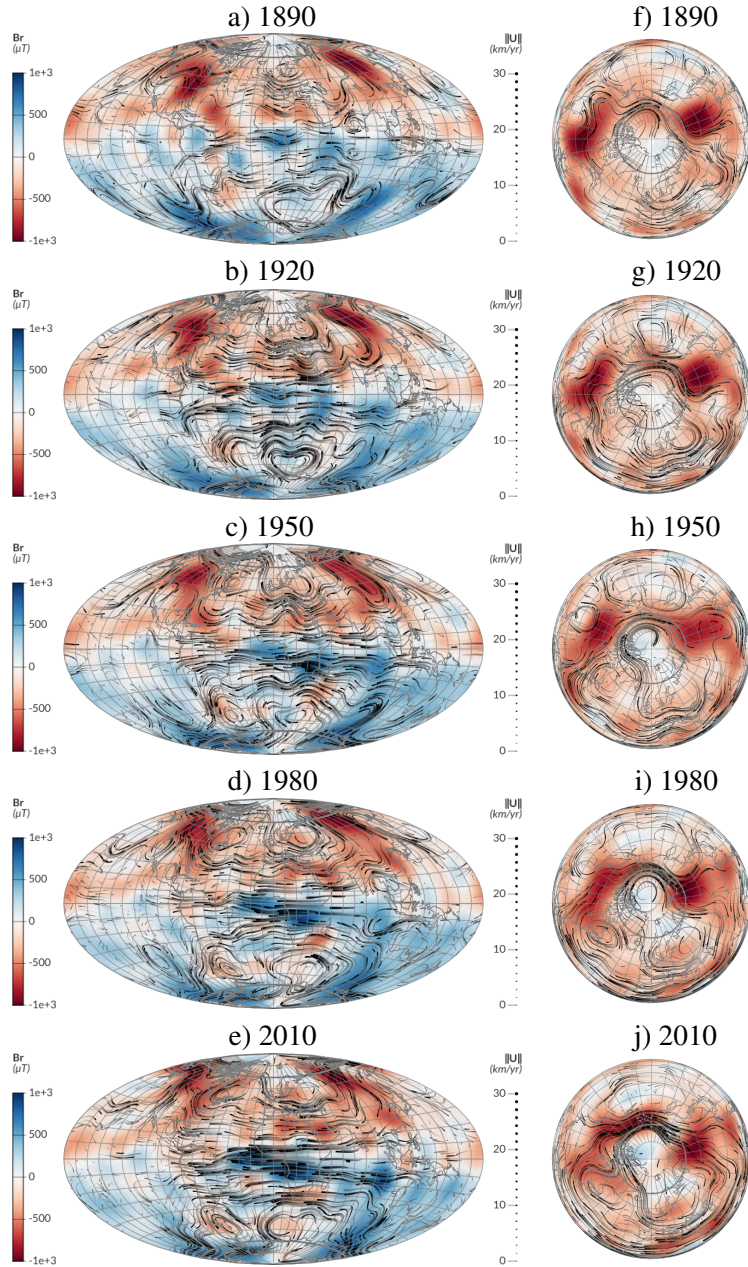 a) 1890
f) 1890
Br
(μT)
1e+3
500
0
-500
-1e+3
||U||
(km/yr)
30
20
10
0
b) 1920
g) 1920
Br
(μT)
1e+3
500
0
-500
-1e+3
||U||
(km/yr)
30
20
10
0
c) 1950
h) 1950
Br
(μT)
1e+3
500
0
-500
-1e+3
||U||
(km/yr)
30
20
10
0
d) 1980
i) 1980
Br
(μT)
1e+3
500
0
-500
-1e+3
||U||
(km/yr)
30
20
10
0
e) 2010
j) 2010
Br
(μT)
1e+3
500
0
-500
-1e+3
||U||
(km/yr)
30
20
10
0